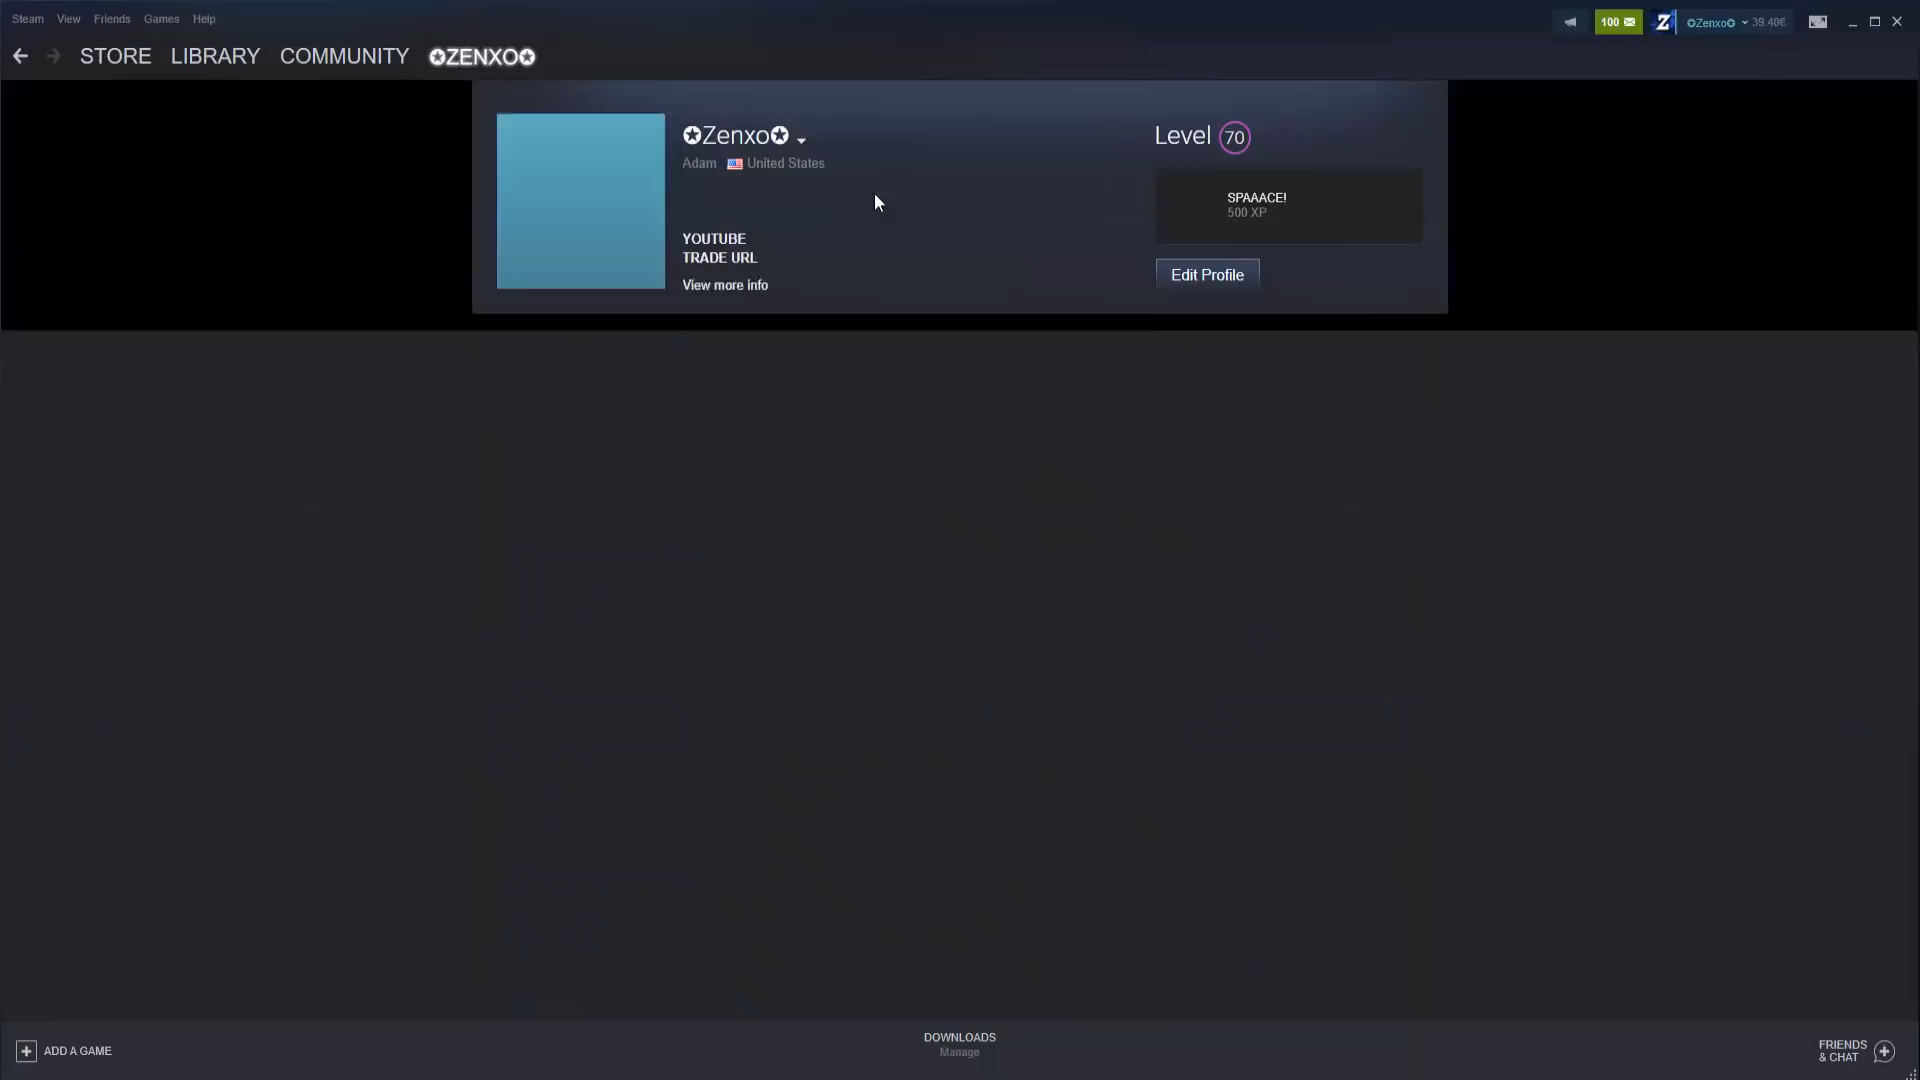 Steam View Friends Games Help
100 Z ✪Zenxo✪ 39.40€
STORE LIBRARY COMMUNITY ✪ZENXO✪
✪Zenxo✪
Adam United States
YOUTUBE
TRADE URL
View more info
Level 70
SPAAACE!
500 XP
Edit Profile
ADD A GAME
DOWNLOADS
Manage
FRIENDS
& CHAT